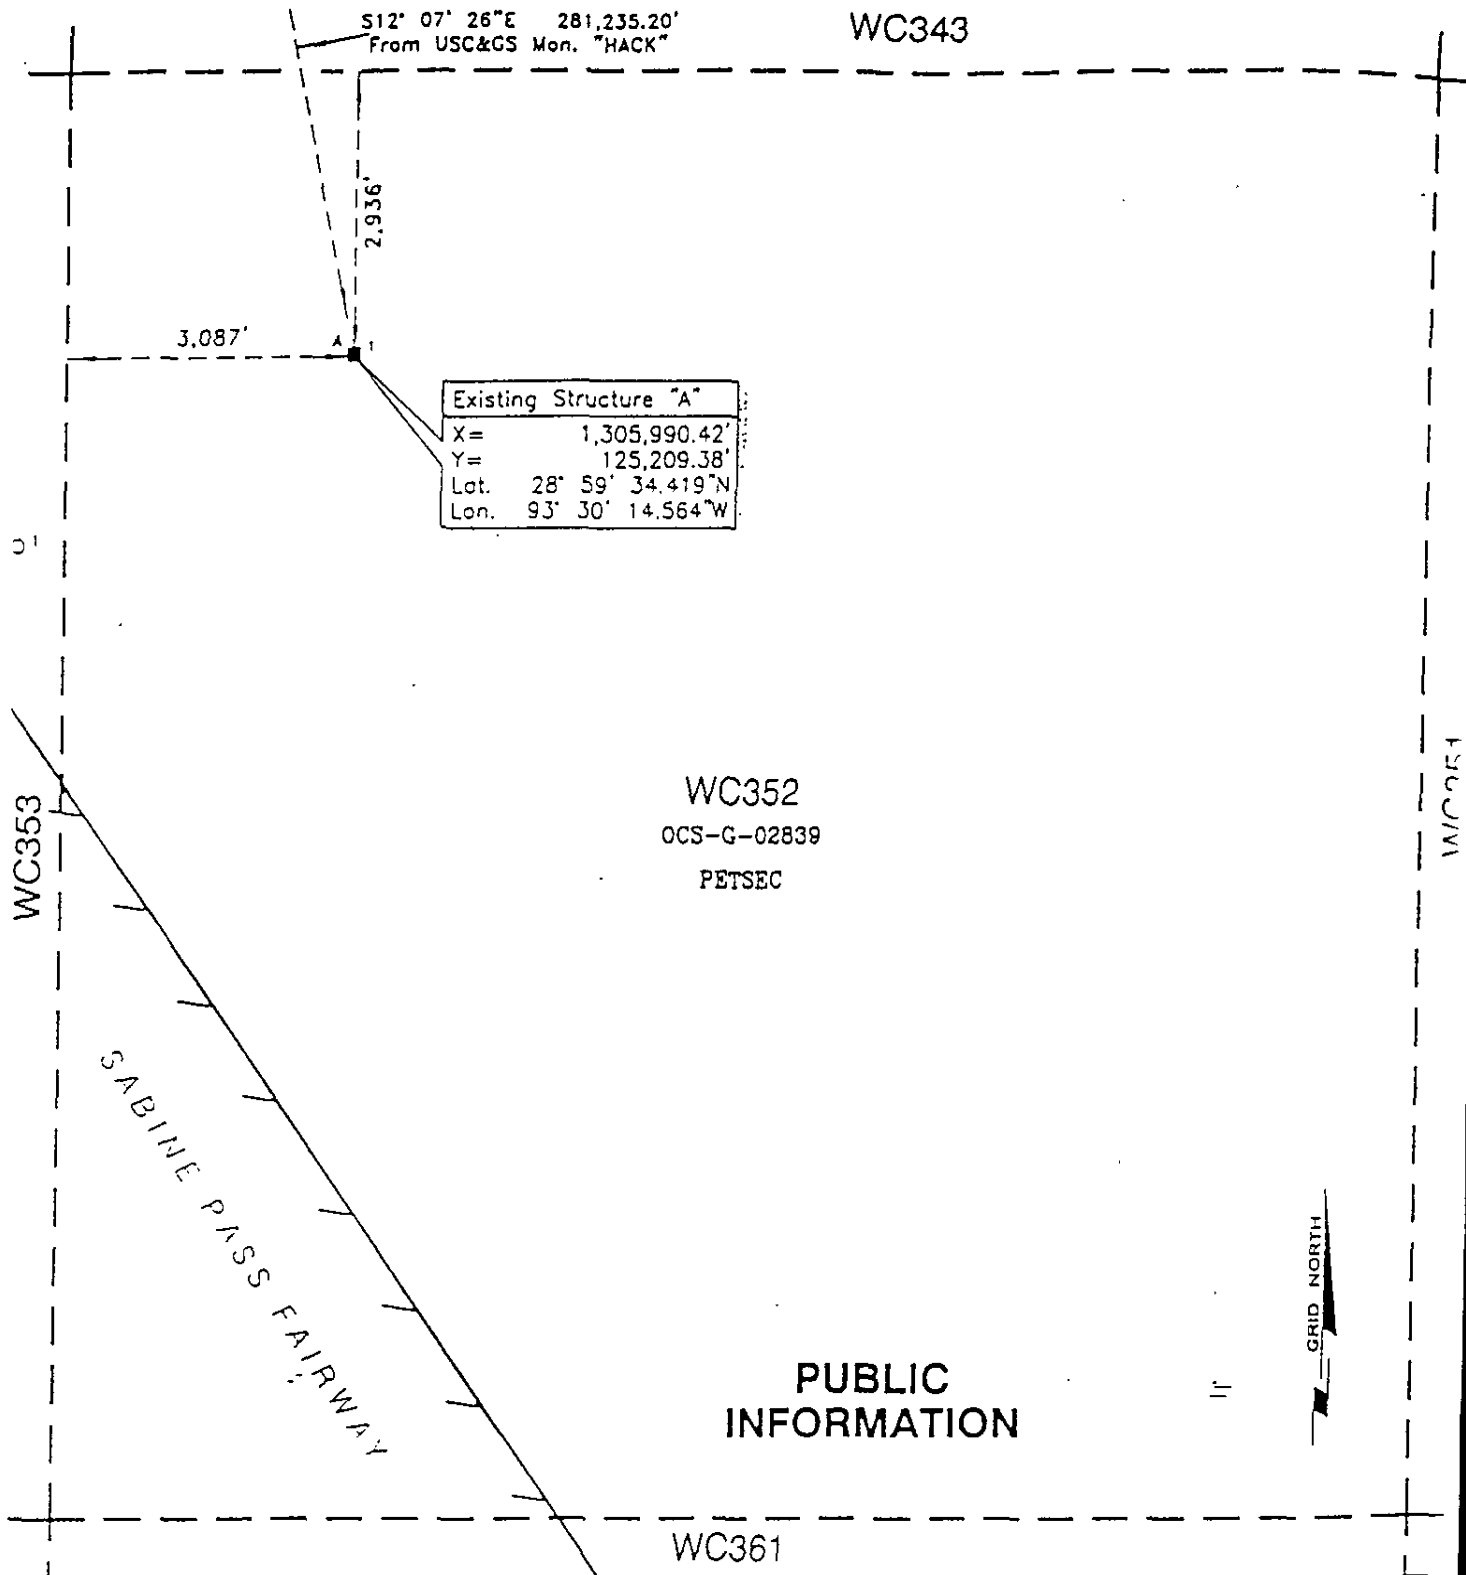 S12° 07' 26"E 281,235.20'
From USC&GS Mon. "HACK"
WC343
2,936'
3,087'
A 1
Existing Structure "A"
X= 1,305,990.42'
Y= 125,209.38'
Lat. 28° 59' 34.419"N
Lon. 93° 30' 14.564"W
WC353
WC352
OCS-G-02839
PETSEC
SABINE PASS FAIRWAY
GRID NORTH
PUBLIC
INFORMATION
WC361